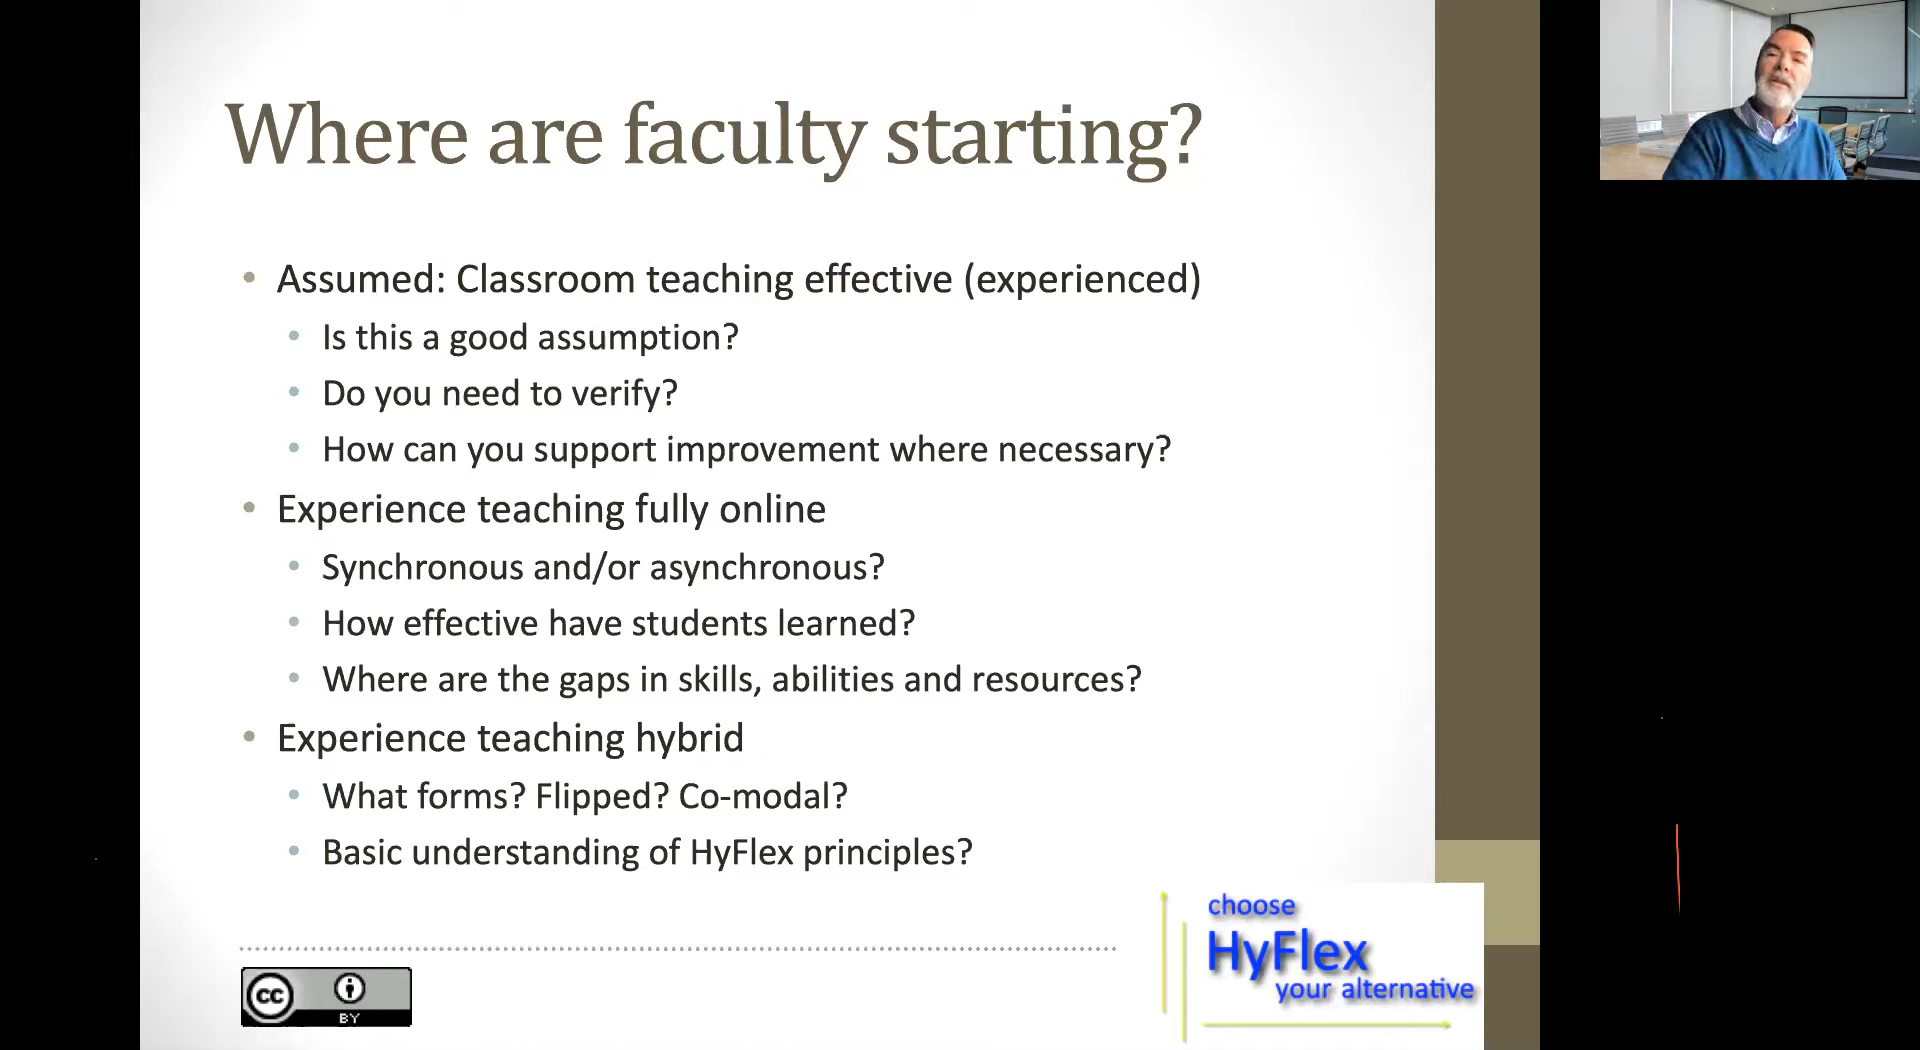 Where are faculty starting?
• Assumed: Classroom teaching effective (experienced)
• Is this a good assumption?
• Do you need to verify?
• How can you support improvement where necessary?
• Experience teaching fully online
• Synchronous and/or asynchronous?
• How effective have students learned?
• Where are the gaps in skills, abilities and resources?
• Experience teaching hybrid
• What forms? Flipped? Co-modal?
• Basic understanding of HyFlex principles?
choose
HyFlex
your alternative
cc
BY